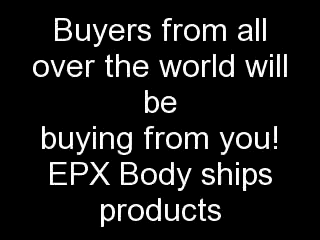 Buyers from all
over the world will
be
buying from you!
EPX Body ships
products